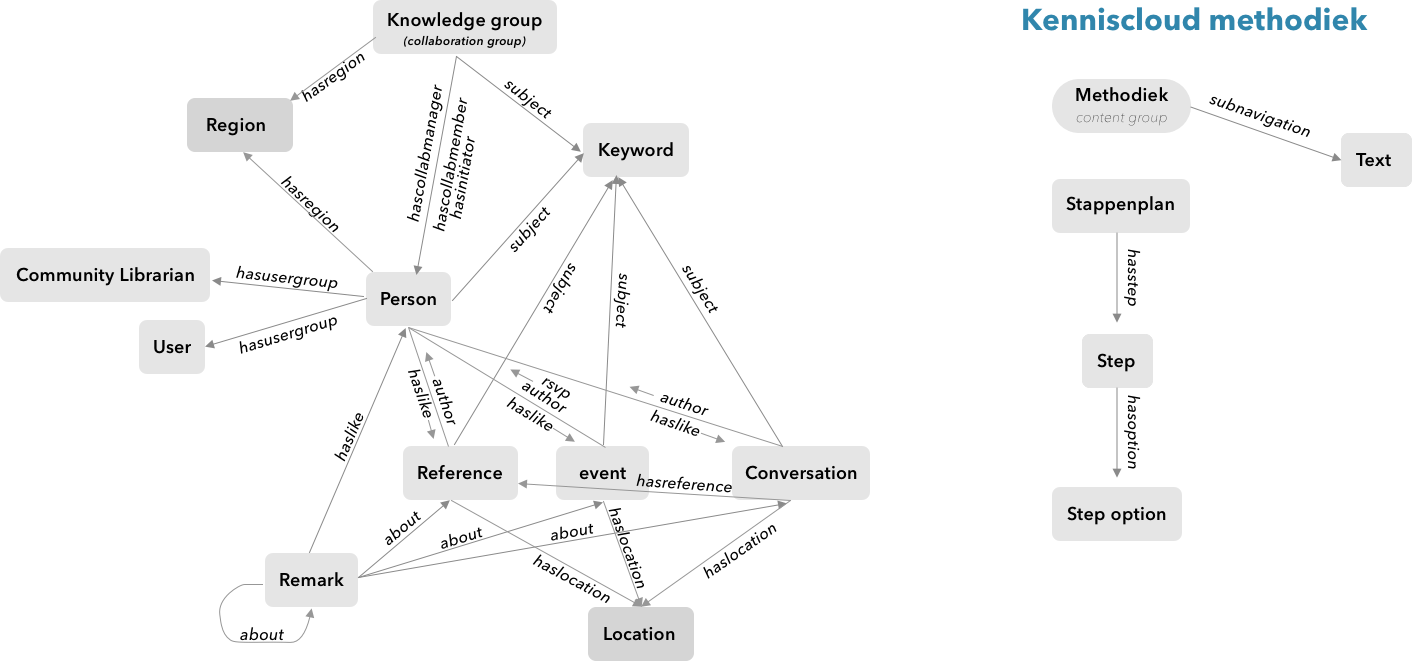 Knowledge group
(collaboration group)
Kenniscloud methodiek
hasregion
subject
Methodiek
content group
subnavigation
Region
hascollabmanager
hascollabmember
hasinitiator
Keyword
Text
hasregion
subject
Stappenplan
Community Librarian
hasusergroup
Person
subject
subject
subject
hasstep
User
hasusergroup
Step
haslike
haslike
author
rsvp
author
haslike
author
haslike
hasoption
Reference
event
Conversation
hasreference
Step option
about
about
about
haslocation
haslocation
haslocation
Remark
about
Location